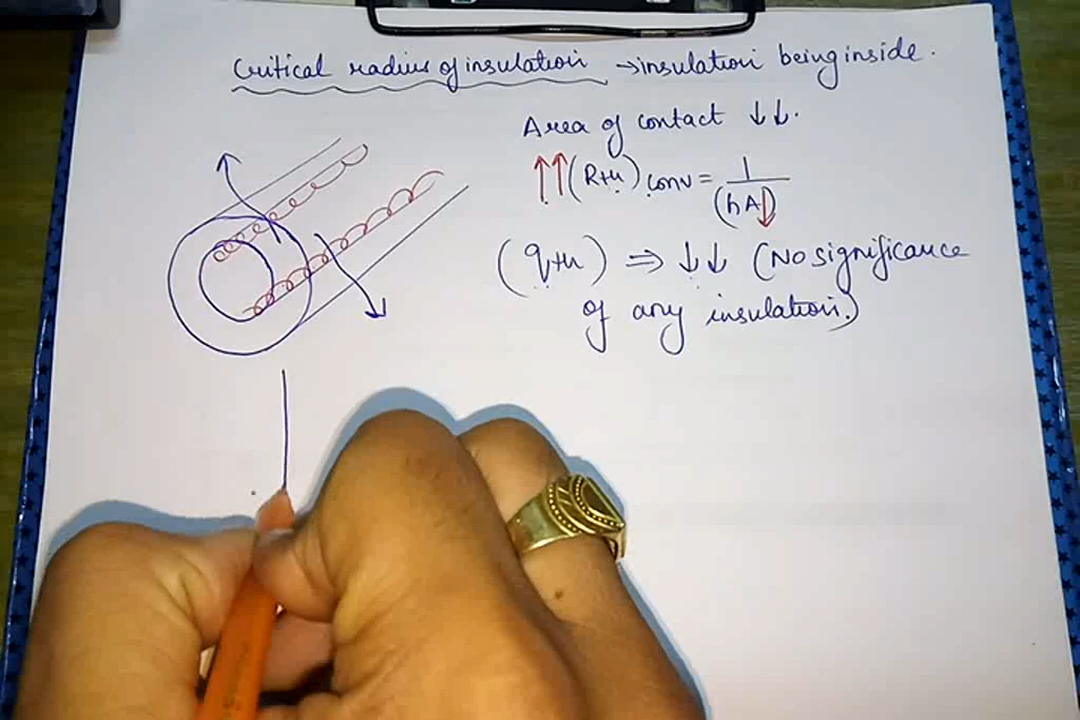 Critical radius of insulation → insulation being inside.
Area of contact ↓↓.
↑↑(Rth)conv = 1/(hA↓)
(qth) ⇒ ↓↓ (No significance
of any insulation.)